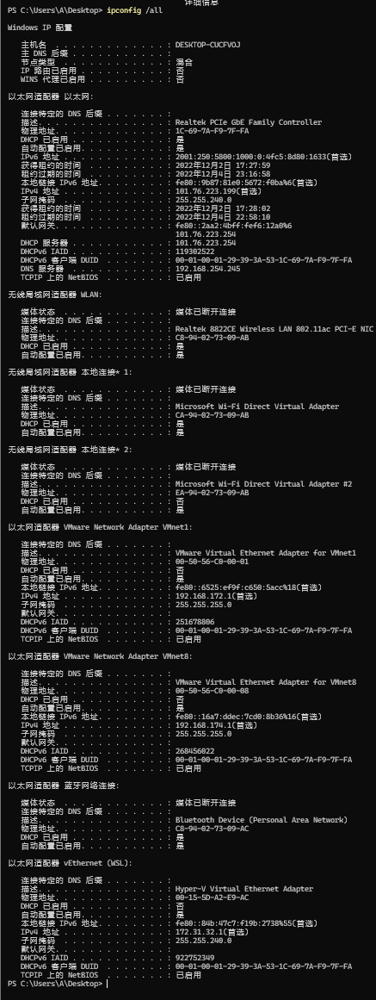 详细信息
PS C:\Users\A\Desktop> ipconfig /all
Windows IP 配置
主机名 . . . . . . . . . . . . . : DESKTOP-CUCFVOJ
主 DNS 后缀 . . . . . . . . . . . :
节点类型 . . . . . . . . . . . . : 混合
IP 路由已启用 . . . . . . . . . . : 否
WINS 代理已启用 . . . . . . . . . : 否
以太网适配器 以太网:
连接特定的 DNS 后缀 . . . . . . . :
描述. . . . . . . . . . . . . . . : Realtek PCIe GbE Family Controller
物理地址. . . . . . . . . . . . . : 1C-69-7A-F9-7F-FA
DHCP 已启用 . . . . . . . . . . . : 是
自动配置已启用. . . . . . . . . . : 是
IPv6 地址 . . . . . . . . . . . . : 2001:250:5800:1000:0:4fc5:8d80:1633(首选)
获得租约的时间 . . . . . . . . . : 2022年12月2日 17:27:59
租约过期的时间 . . . . . . . . . : 2022年12月4日 23:16:58
本地链接 IPv6 地址. . . . . . . . : fe80::9b87:81e0:5672:f0ba%6(首选)
IPv4 地址 . . . . . . . . . . . . : 101.76.223.199(首选)
子网掩码 . . . . . . . . . . . . : 255.255.240.0
获得租约的时间 . . . . . . . . . : 2022年12月2日 17:28:02
租约过期的时间 . . . . . . . . . : 2022年12月4日 22:58:10
默认网关. . . . . . . . . . . . . : fe80::2aa2:4bff:fef6:12a0%6
101.76.223.254
DHCP 服务器 . . . . . . . . . . . : 101.76.223.254
DHCPv6 IAID . . . . . . . . . . . : 119302522
DHCPv6 客户端 DUID . . . . . . . : 00-01-00-01-29-39-3A-53-1C-69-7A-F9-7F-FA
DNS 服务器 . . . . . . . . . . . : 192.168.254.245
TCPIP 上的 NetBIOS . . . . . . . : 已启用
无线局域网适配器 WLAN:
媒体状态 . . . . . . . . . . . . : 媒体已断开连接
连接特定的 DNS 后缀 . . . . . . . :
描述. . . . . . . . . . . . . . . : Realtek 8822CE Wireless LAN 802.11ac PCI-E NIC
物理地址. . . . . . . . . . . . . : C8-94-02-73-09-AB
DHCP 已启用 . . . . . . . . . . . : 是
自动配置已启用. . . . . . . . . . : 是
无线局域网适配器 本地连接* 1:
媒体状态 . . . . . . . . . . . . : 媒体已断开连接
连接特定的 DNS 后缀 . . . . . . . :
描述. . . . . . . . . . . . . . . : Microsoft Wi-Fi Direct Virtual Adapter
物理地址. . . . . . . . . . . . . : CA-94-02-73-09-AB
DHCP 已启用 . . . . . . . . . . . : 是
自动配置已启用. . . . . . . . . . : 是
无线局域网适配器 本地连接* 2:
媒体状态 . . . . . . . . . . . . : 媒体已断开连接
连接特定的 DNS 后缀 . . . . . . . :
描述. . . . . . . . . . . . . . . : Microsoft Wi-Fi Direct Virtual Adapter #2
物理地址. . . . . . . . . . . . . : EA-94-02-73-09-AB
DHCP 已启用 . . . . . . . . . . . : 否
自动配置已启用. . . . . . . . . . : 是
以太网适配器 VMware Network Adapter VMnet1:
连接特定的 DNS 后缀 . . . . . . . :
描述. . . . . . . . . . . . . . . : VMware Virtual Ethernet Adapter for VMnet1
物理地址. . . . . . . . . . . . . : 00-50-56-C0-00-01
DHCP 已启用 . . . . . . . . . . . : 否
自动配置已启用. . . . . . . . . . : 是
本地链接 IPv6 地址. . . . . . . . : fe80::6525:ef9f:c650:5acc%18(首选)
IPv4 地址 . . . . . . . . . . . . : 192.168.172.1(首选)
子网掩码 . . . . . . . . . . . . : 255.255.255.0
默认网关. . . . . . . . . . . . . :
DHCPv6 IAID . . . . . . . . . . . : 251678806
DHCPv6 客户端 DUID . . . . . . . : 00-01-00-01-29-39-3A-53-1C-69-7A-F9-7F-FA
TCPIP 上的 NetBIOS . . . . . . . : 已启用
以太网适配器 VMware Network Adapter VMnet8:
连接特定的 DNS 后缀 . . . . . . . :
描述. . . . . . . . . . . . . . . : VMware Virtual Ethernet Adapter for VMnet8
物理地址. . . . . . . . . . . . . : 00-50-56-C0-00-08
DHCP 已启用 . . . . . . . . . . . : 否
自动配置已启用. . . . . . . . . . : 是
本地链接 IPv6 地址. . . . . . . . : fe80::16a7:ddec:7cd0:8b36%16(首选)
IPv4 地址 . . . . . . . . . . . . : 192.168.174.1(首选)
子网掩码 . . . . . . . . . . . . : 255.255.255.0
默认网关. . . . . . . . . . . . . :
DHCPv6 IAID . . . . . . . . . . . : 268456022
DHCPv6 客户端 DUID . . . . . . . : 00-01-00-01-29-39-3A-53-1C-69-7A-F9-7F-FA
TCPIP 上的 NetBIOS . . . . . . . : 已启用
以太网适配器 蓝牙网络连接:
媒体状态 . . . . . . . . . . . . : 媒体已断开连接
连接特定的 DNS 后缀 . . . . . . . :
描述. . . . . . . . . . . . . . . : Bluetooth Device (Personal Area Network)
物理地址. . . . . . . . . . . . . : C8-94-02-73-09-AC
DHCP 已启用 . . . . . . . . . . . : 是
自动配置已启用. . . . . . . . . . : 是
以太网适配器 vEthernet (WSL):
连接特定的 DNS 后缀 . . . . . . . :
描述. . . . . . . . . . . . . . . : Hyper-V Virtual Ethernet Adapter
物理地址. . . . . . . . . . . . . : 00-15-5D-A2-E9-AC
DHCP 已启用 . . . . . . . . . . . : 否
自动配置已启用. . . . . . . . . . : 是
本地链接 IPv6 地址. . . . . . . . : fe80::84b:47c7:f19b:2738%55(首选)
IPv4 地址 . . . . . . . . . . . . : 172.31.32.1(首选)
子网掩码 . . . . . . . . . . . . : 255.255.240.0
默认网关. . . . . . . . . . . . . :
DHCPv6 IAID . . . . . . . . . . . : 922752349
DHCPv6 客户端 DUID . . . . . . . : 00-01-00-01-29-39-3A-53-1C-69-7A-F9-7F-FA
TCPIP 上的 NetBIOS . . . . . . . : 已启用
PS C:\Users\A\Desktop>